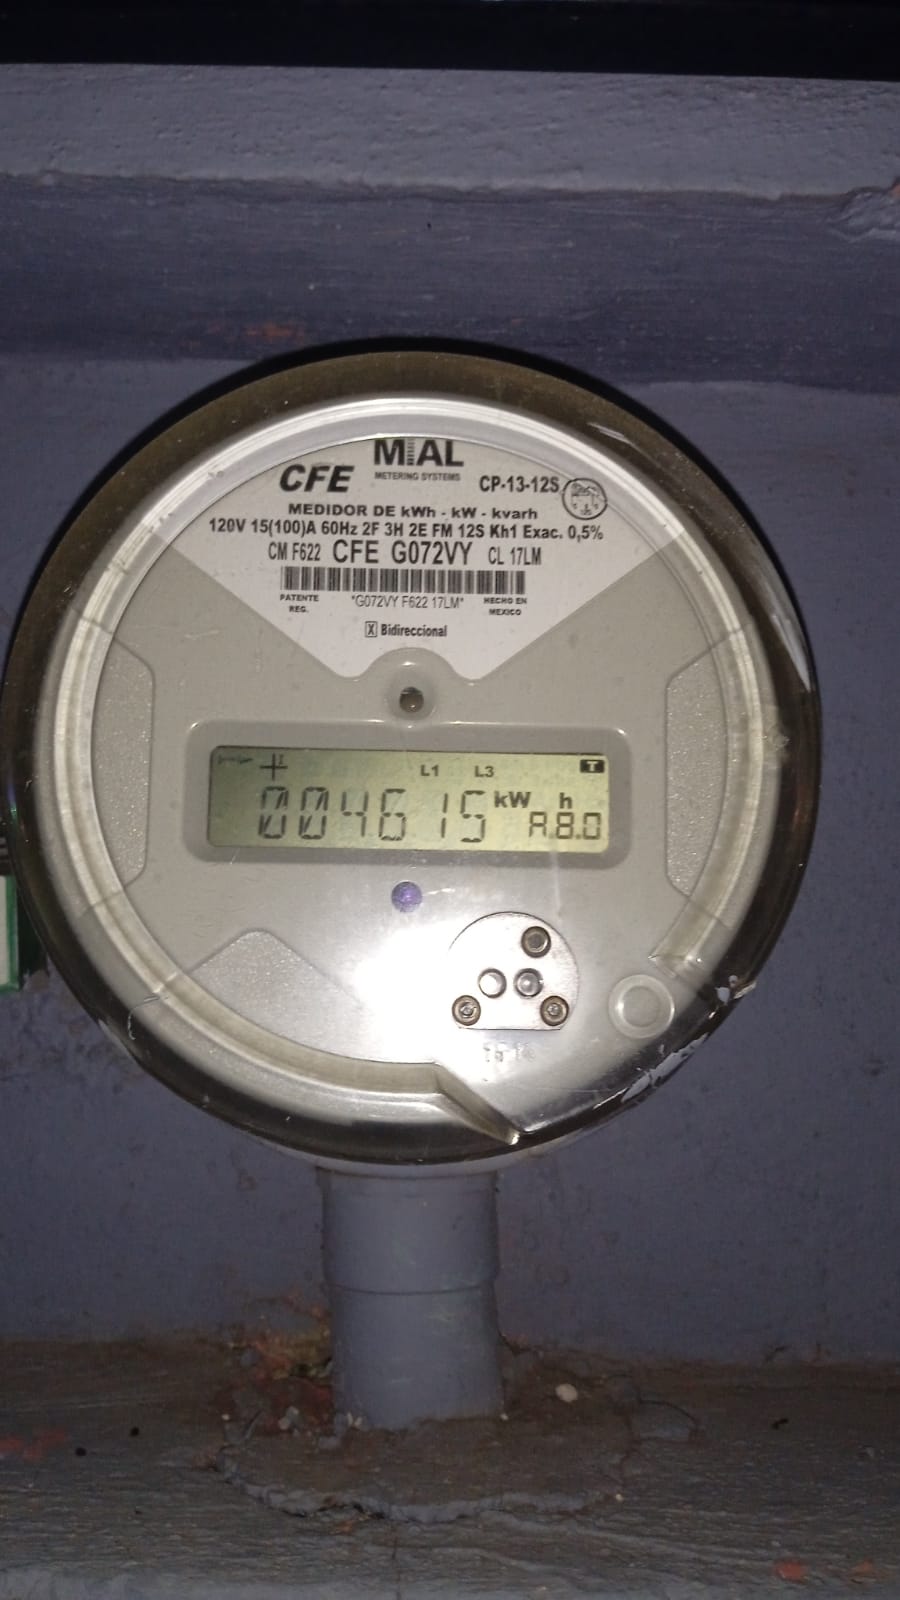 MIAL
METERING SYSTEMS
CFE
CP-13-12S
MEDIDOR DE kWh - kW - kvarh
120V 15(100)A 60Hz 2F 3H 2E FM 12S Kh1 Exac. 0,5%
CM F622 CFE G072VY CL 17LM
PATENTE REG.
*G072VY F622 17LM*
HECHO EN MEXICO
X Bidireccional
L1 L3 T
004615 kW h A.8.0